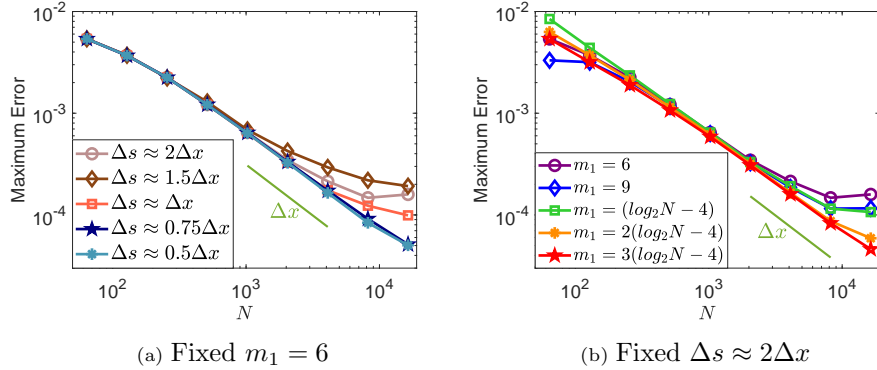 10^{-2}
10^{-3}
10^{-4}
Maximum Error
Δs ≈ 2Δx
Δs ≈ 1.5Δx
Δs ≈ Δx
Δs ≈ 0.75Δx
Δs ≈ 0.5Δx
Δx
10^2
10^3
10^4
N
(a) Fixed m_1 = 6
10^{-2}
10^{-3}
10^{-4}
Maximum Error
m_1 = 6
m_1 = 9
m_1 = (log_2N − 4)
m_1 = 2(log_2N − 4)
m_1 = 3(log_2N − 4)
Δx
10^2
10^3
10^4
N
(b) Fixed Δs ≈ 2Δx